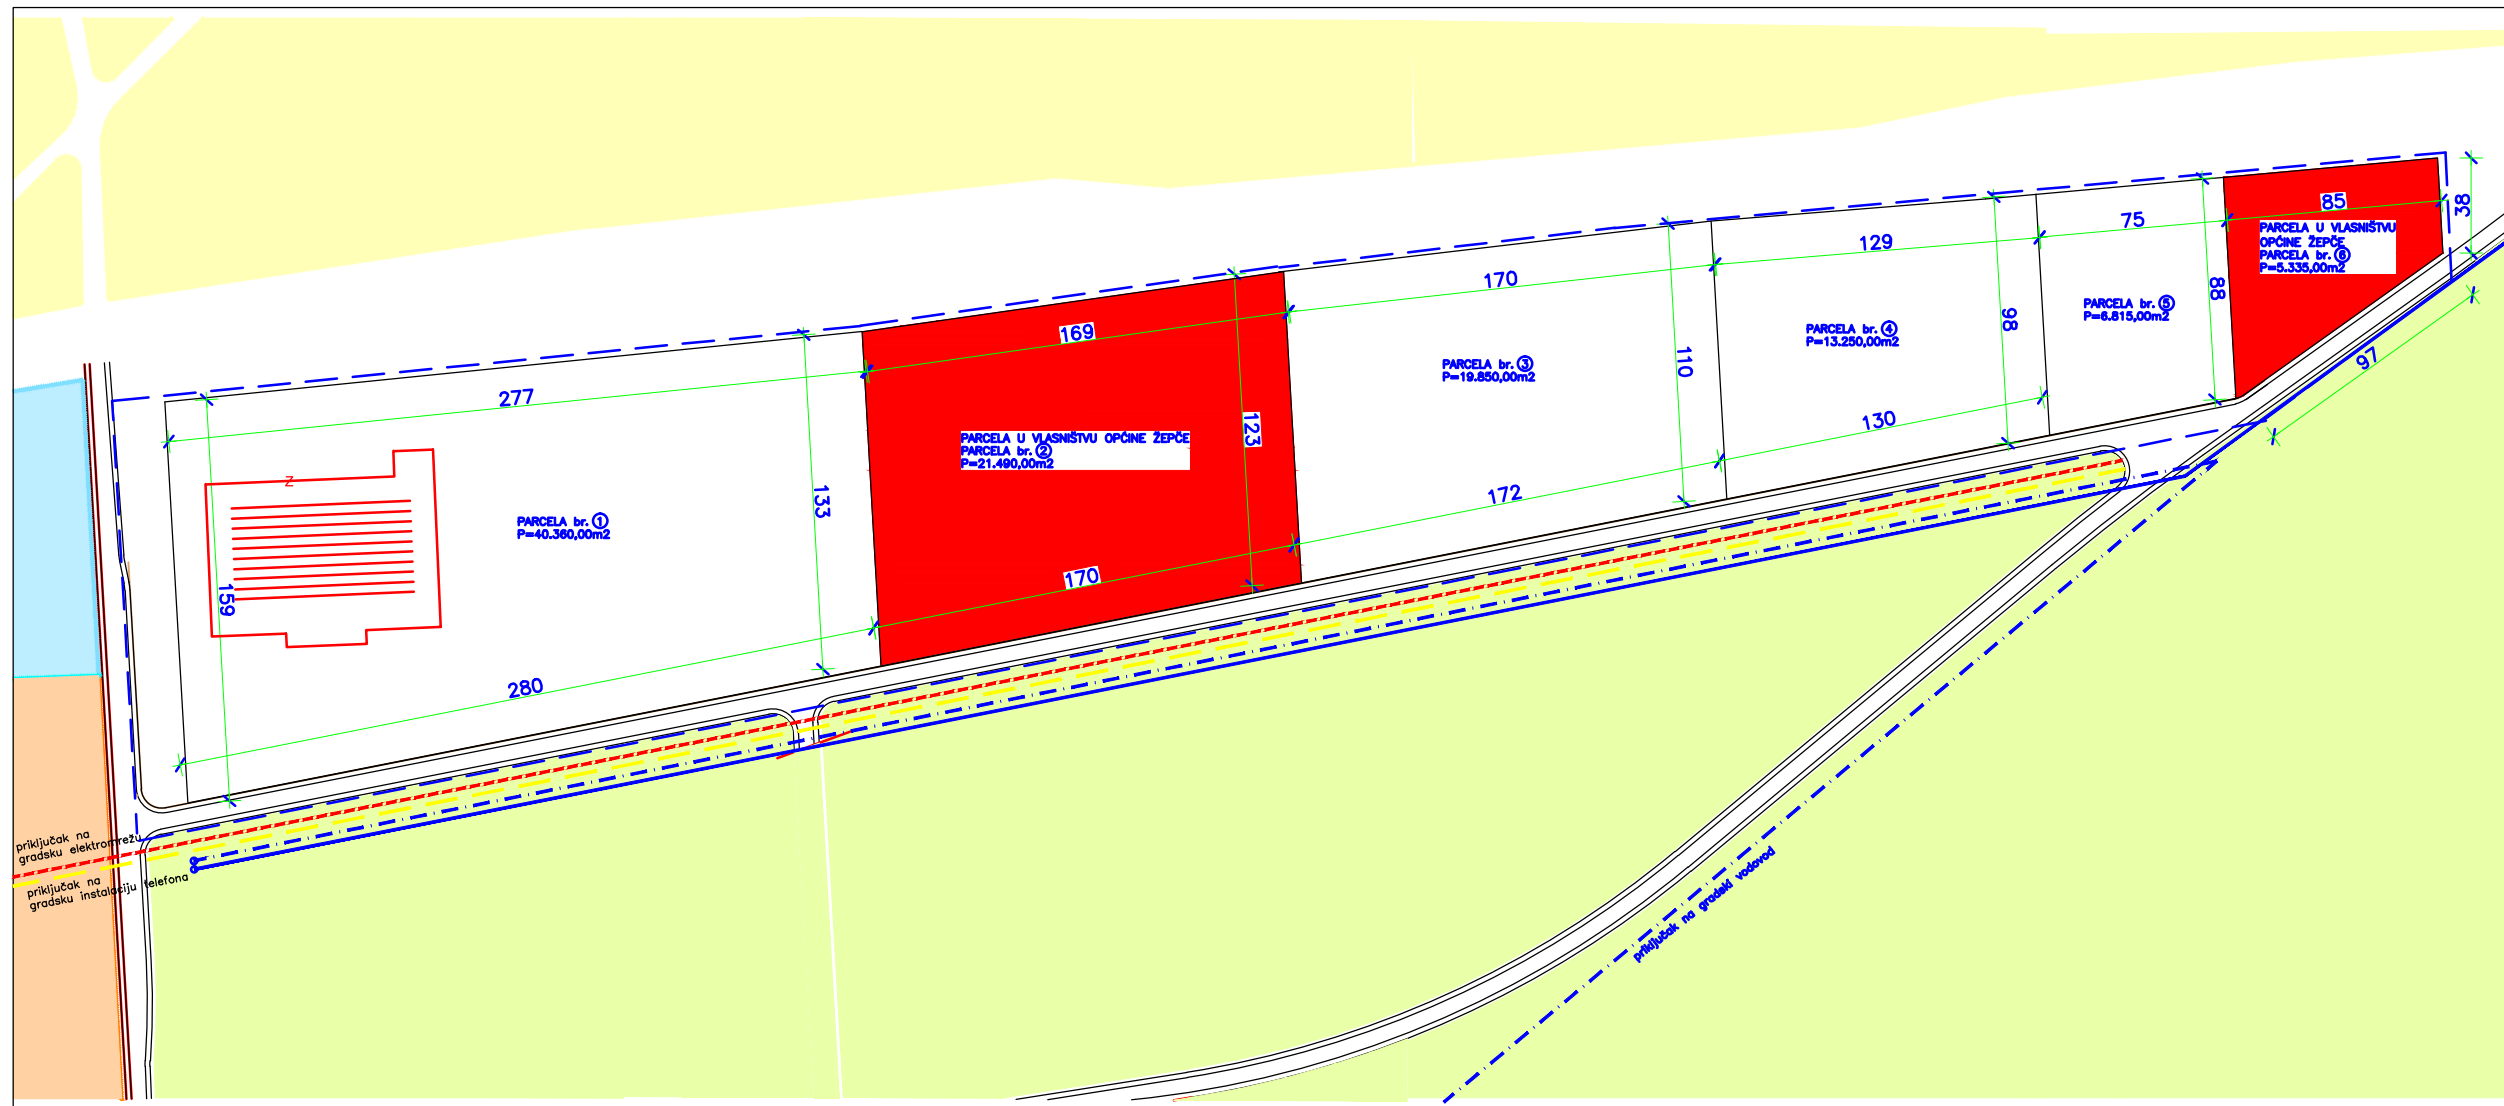 38
85
PARCELA U VLASNIŠTVU
OPĆINE ŽEPČE
PARCELA br. 6
P=5.335,00m2
75
129
170
169
277
88
98
110
123
133
159
PARCELA br. 5
P=6.815,00m2
PARCELA br. 4
P=13.250,00m2
PARCELA br. 3
P=19.850,00m2
PARCELA U VLASNIŠTVU OPĆINE ŽEPČE
PARCELA br. 2
P=21.490,00m2
Z
PARCELA br. 1
P=40.360,00m2
97
130
172
170
280
priključak na
gradsku elektromrežu
priključak na
gradsku instalaciju telefona
priključak na gradski vodovod